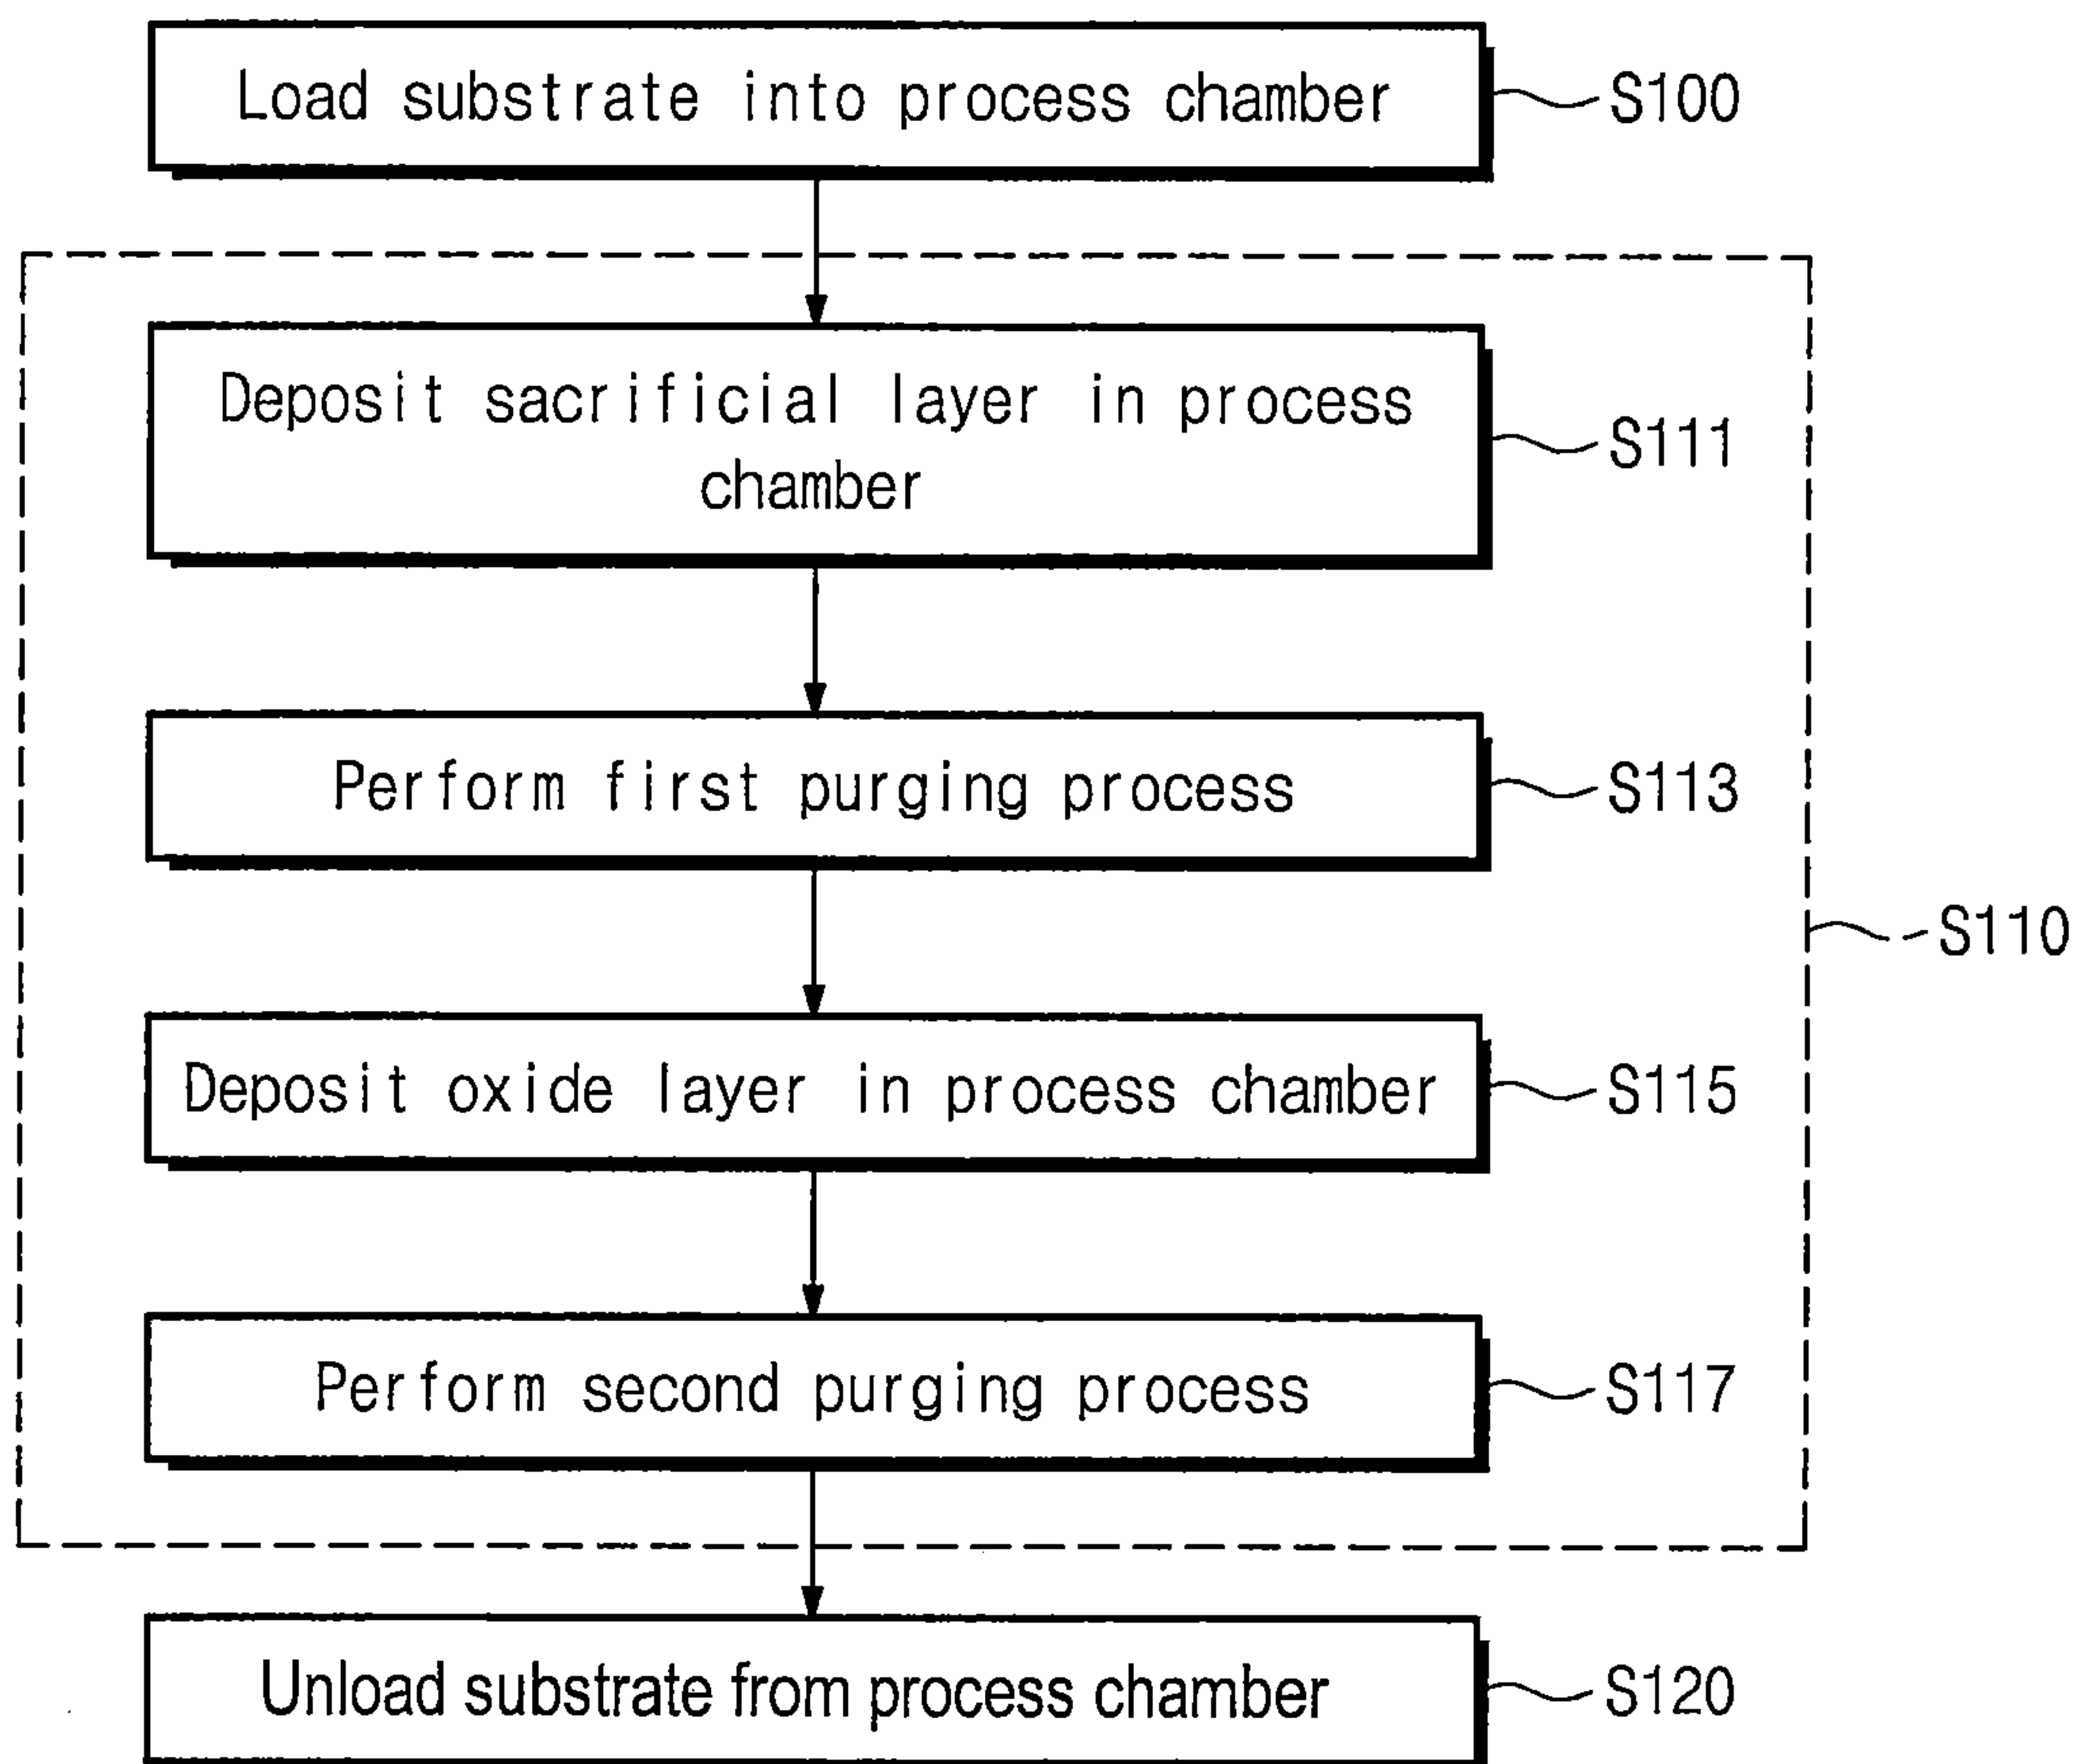 Load substrate into process chamber
S100
Deposit sacrificial layer in process
chamber
S111
Perform first purging process
S113
S110
Deposit oxide layer in process chamber
S115
Perform second purging process
S117
Unload substrate from process chamber
S120